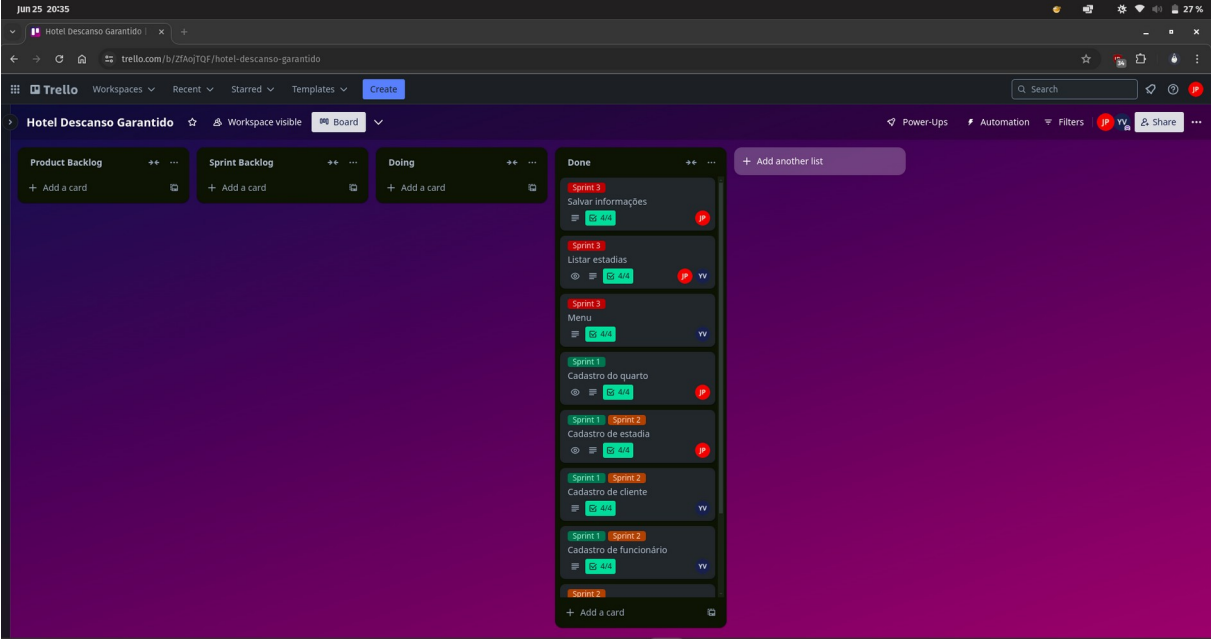 Jun 25 20:35
27 %
Hotel Descanso Garantido |
trello.com/b/ZfAojTQF/hotel-descanso-garantido
34
Trello Workspaces Recent Starred Templates Create
Search
JP
Hotel Descanso Garantido
Workspace visible
Board
Power-Ups
Automation
Filters
JP
YV
Share
Product Backlog
+ Add a card
Sprint Backlog
+ Add a card
Doing
+ Add a card
Done
Sprint 3
Salvar informações
4/4
JP
Sprint 3
Listar estadias
4/4
JP YV
Sprint 3
Menu
4/4
YV
Sprint 1
Cadastro do quarto
4/4
JP
Sprint 1 Sprint 2
Cadastro de estadia
4/4
JP
Sprint 1 Sprint 2
Cadastro de cliente
4/4
YV
Sprint 1 Sprint 2
Cadastro de funcionário
4/4
YV
Sprint 2
+ Add a card
+ Add another list